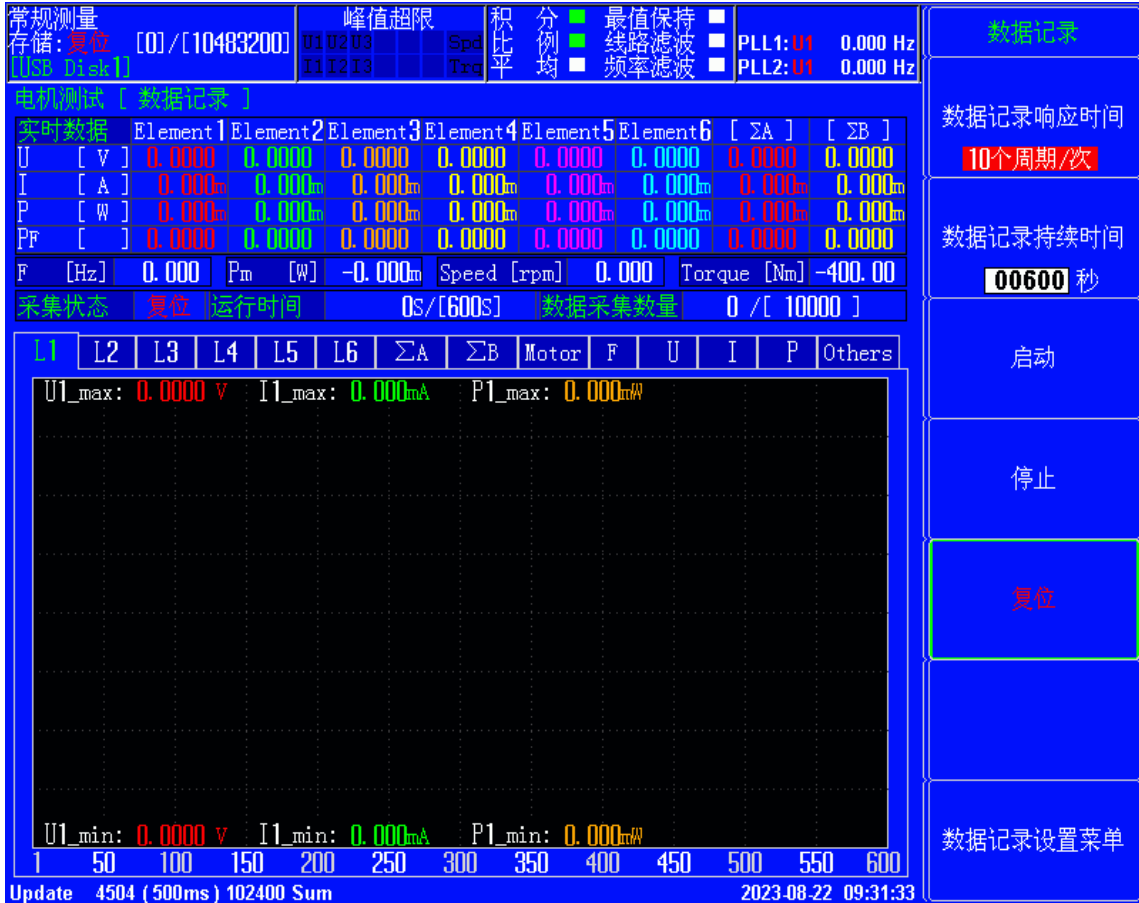 常规测量 峰值超限 积 分 最值保持
存储:复位 [0]/[10483200] U1 U2 U3 Spd 比 例 线路滤波 PLL1:U1 0.000 Hz
[USB Disk1] I1 I2 I3 Trq 平 均 频率滤波 PLL2:U1 0.000 Hz
电机测试 [ 数据记录 ]
实时数据 Element1 Element2 Element3 Element4 Element5 Element6 [ ΣA ] [ ΣB ]
U [ V ] 0.0000 0.0000 0.0000 0.0000 0.0000 0.0000 0.0000 0.0000
I [ A ] 0.000m 0.000m 0.000m 0.000m 0.000m 0.000m 0.000m 0.000m
P [ W ] 0.000m 0.000m 0.000m 0.000m 0.000m 0.000m 0.000m 0.000m
PF [ ] 0.0000 0.0000 0.0000 0.0000 0.0000 0.0000 0.0000 0.0000
F [Hz] 0.000 Pm [W] -0.000m Speed [rpm] 0.000 Torque [Nm] -400.00
采集状态 复位 运行时间 0S/[600S] 数据采集数量 0 /[ 10000 ]
L1 L2 L3 L4 L5 L6 ΣA ΣB Motor F U I P Others
U1_max: 0.0000 V I1_max: 0.000mA P1_max: 0.000mW
U1_min: 0.0000 V I1_min: 0.000mA P1_min: 0.000mW
1 50 100 150 200 250 300 350 400 450 500 550 600
Update 4504 ( 500ms ) 102400 Sum 2023-08-22 09:31:33
数据记录
数据记录响应时间
10个周期/次
数据记录持续时间
00600 秒
启动
停止
复位
数据记录设置菜单